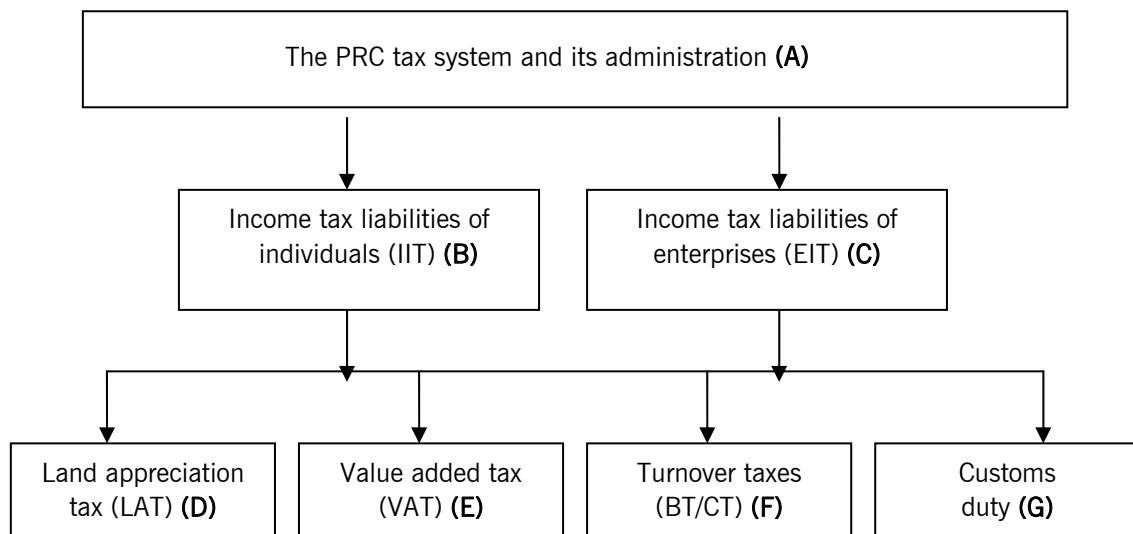 The PRC tax system and its administration (A)
Income tax liabilities of
individuals (IIT) (B)
Income tax liabilities of
enterprises (EIT) (C)
Land appreciation
tax (LAT) (D)
Value added tax
(VAT) (E)
Turnover taxes
(BT/CT) (F)
Customs
duty (G)